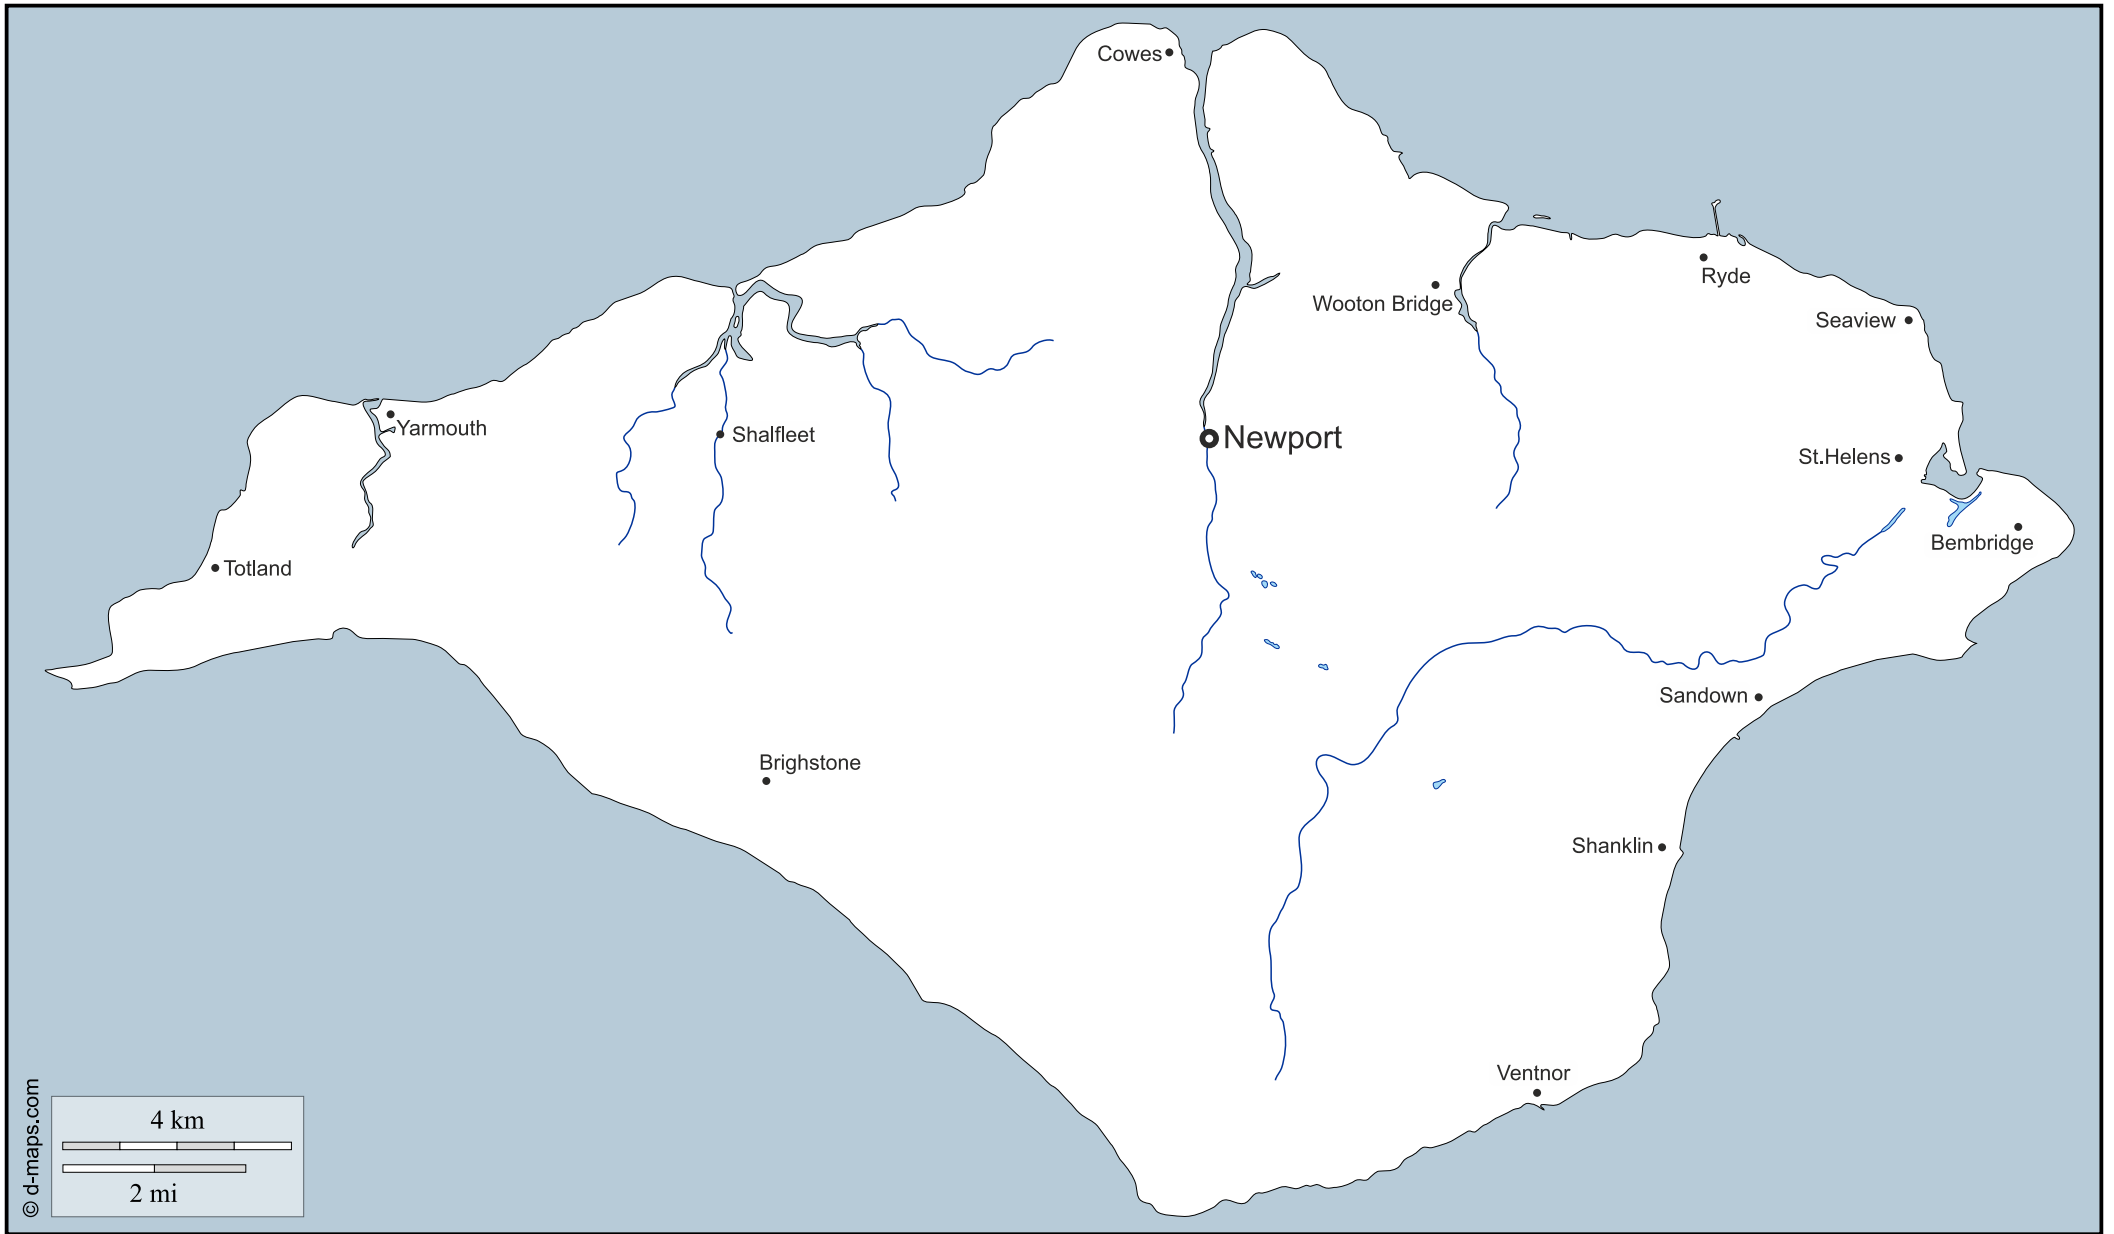 Cowes
Ryde
Wooton Bridge
Seaview
Yarmouth
Shalfleet
Newport
St.Helens
Bembridge
Totland
Sandown
Brighstone
Shanklin
Ventnor
4 km
2 mi
© d-maps.com